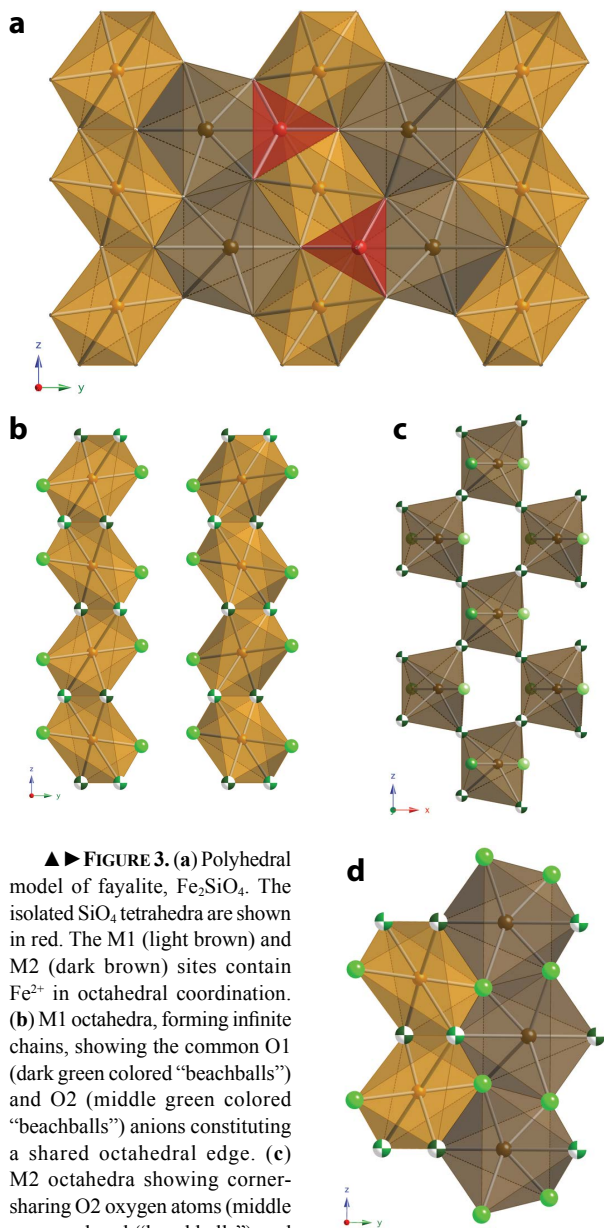 a
z
y
b
c
z
y
z
x
▲►FIGURE 3. (a) Polyhedral
model of fayalite, Fe₂SiO₄. The
isolated SiO₄ tetrahedra are shown
in red. The M1 (light brown) and
M2 (dark brown) sites contain
Fe²⁺ in octahedral coordination.
(b) M1 octahedra, forming infinite
chains, showing the common O1
(dark green colored “beachballs”)
and O2 (middle green colored
“beachballs”) anions constituting
a shared octahedral edge. (c)
M2 octahedra showing corner-
sharing O2 oxygen atoms (middle
d
z
y